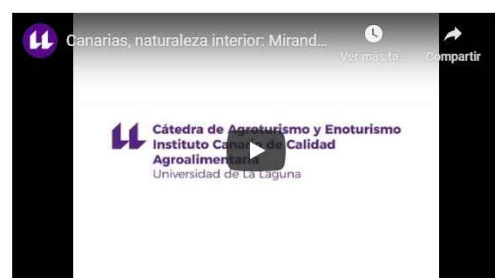 Canarias, naturaleza interior: Mirand...
Ver más ta...
Compartir
Cátedra de Agroturismo y Enoturismo
Instituto Canario de Calidad
Agroalimentaria
Universidad de La Laguna